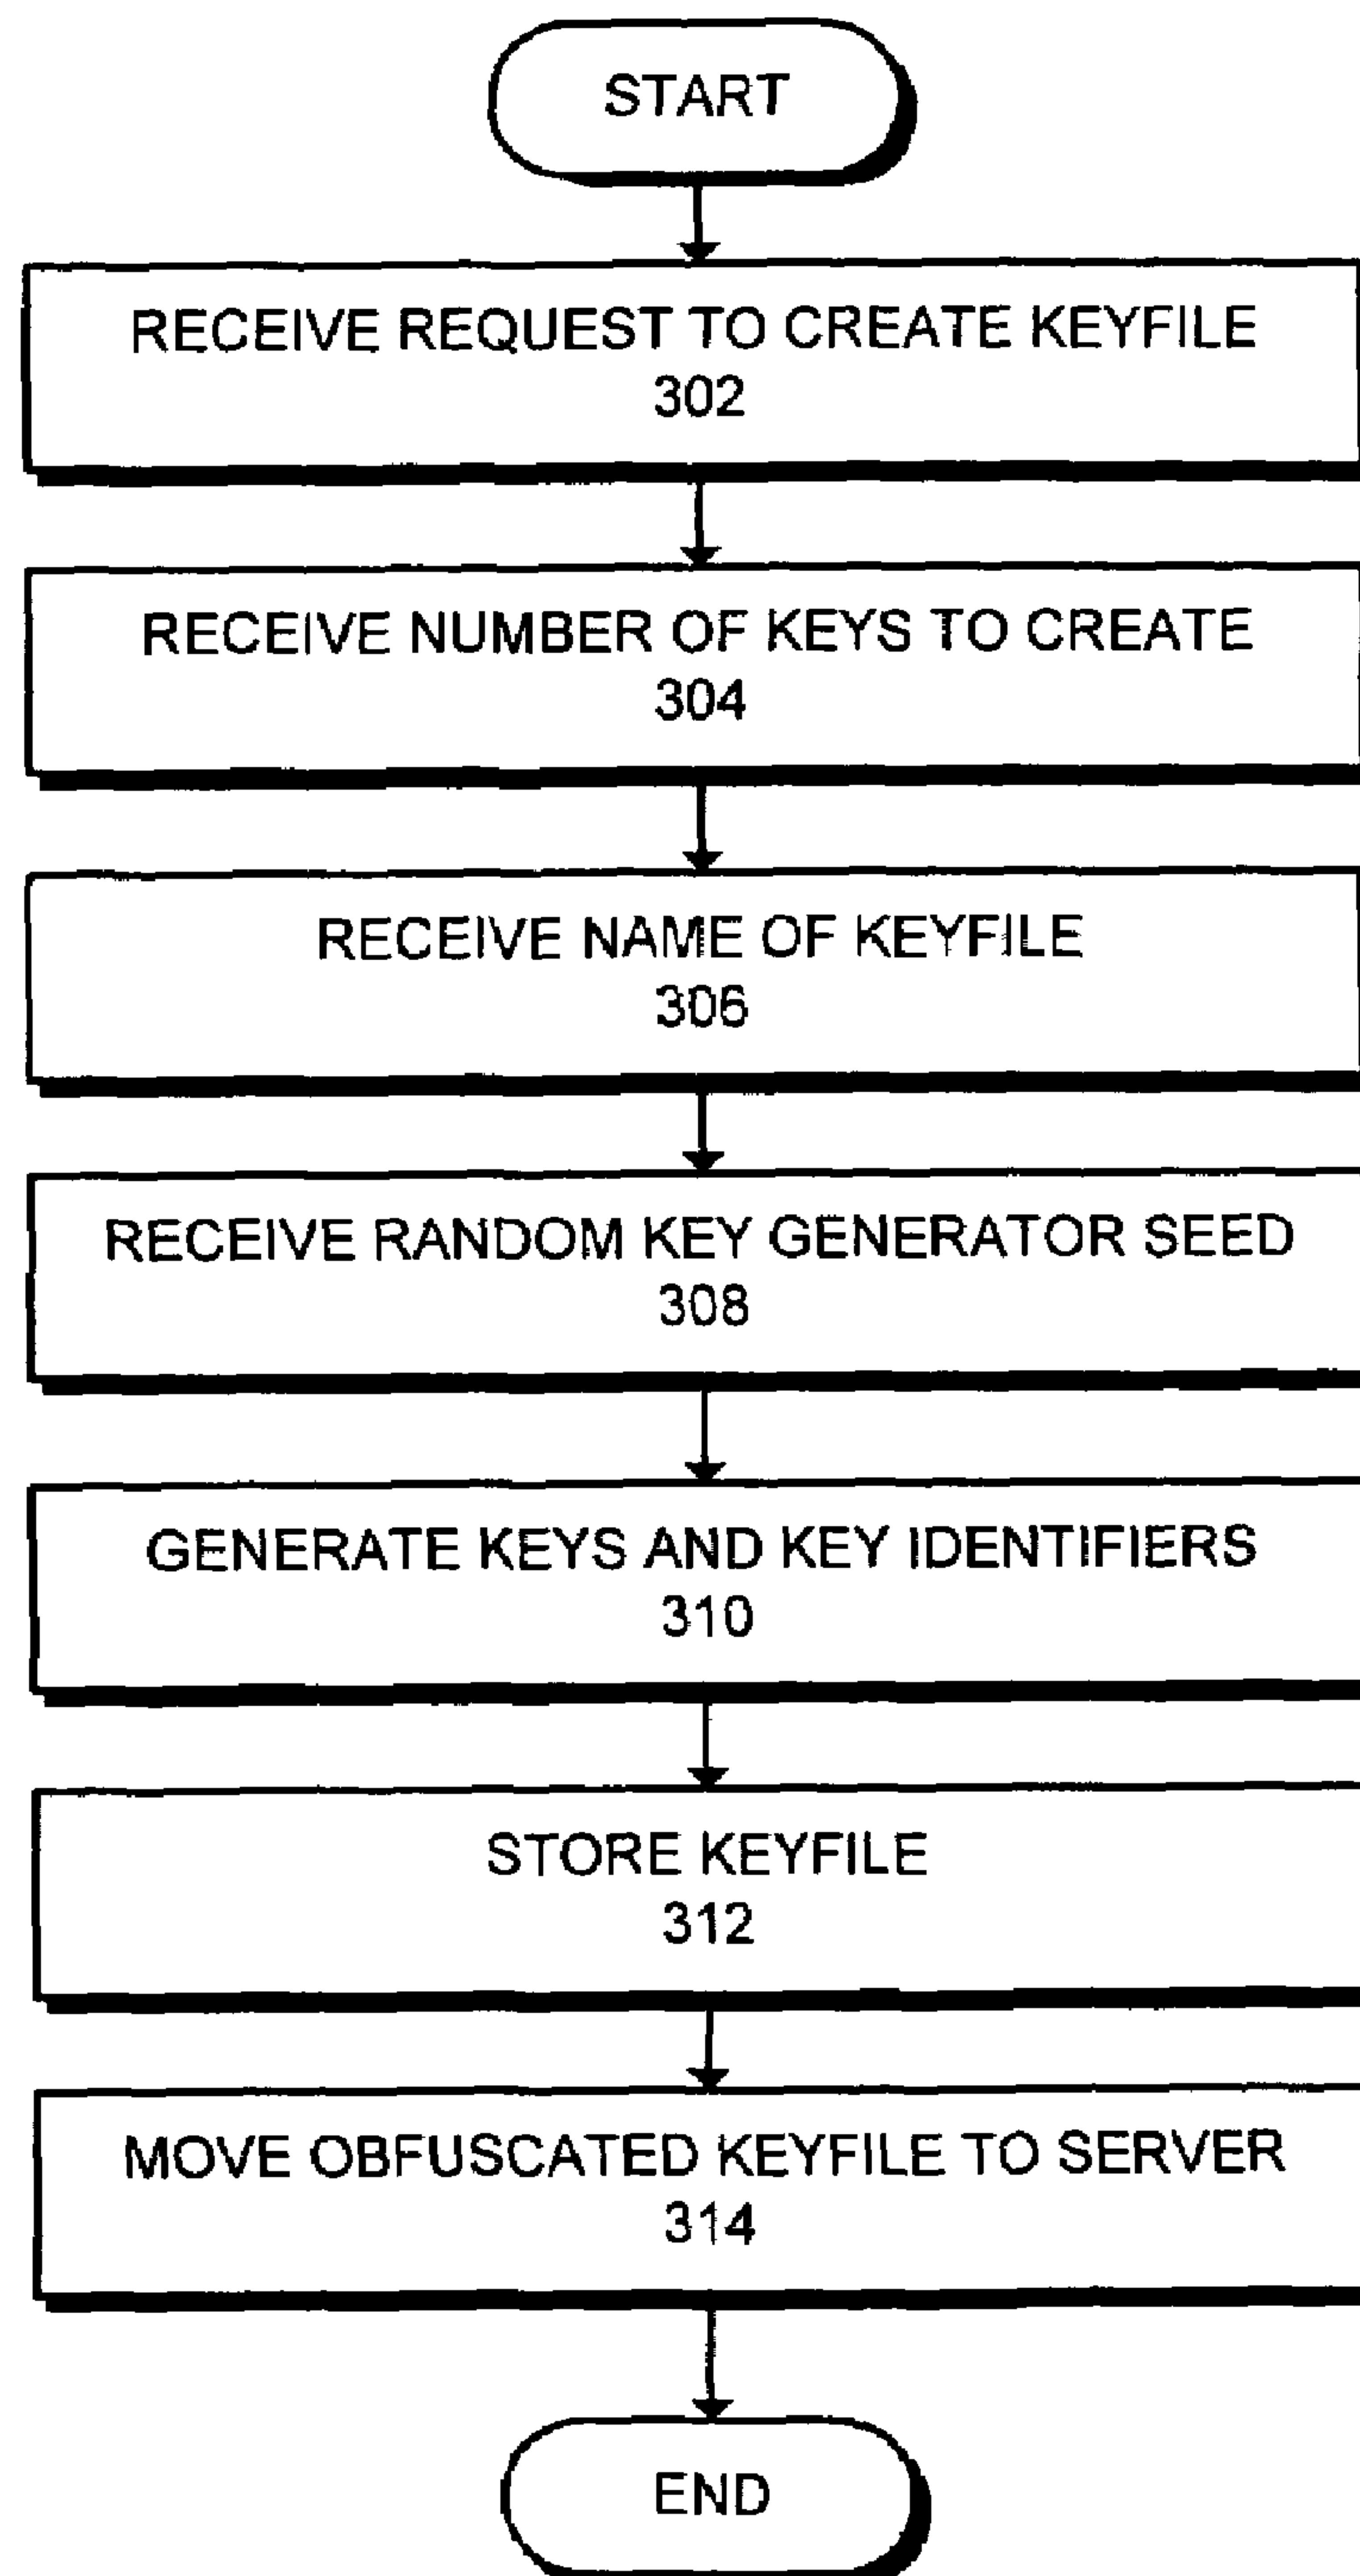 START
RECEIVE REQUEST TO CREATE KEYFILE
302
RECEIVE NUMBER OF KEYS TO CREATE
304
RECEIVE NAME OF KEYFILE
306
RECEIVE RANDOM KEY GENERATOR SEED
308
GENERATE KEYS AND KEY IDENTIFIERS
310
STORE KEYFILE
312
MOVE OBFUSCATED KEYFILE TO SERVER
314
END